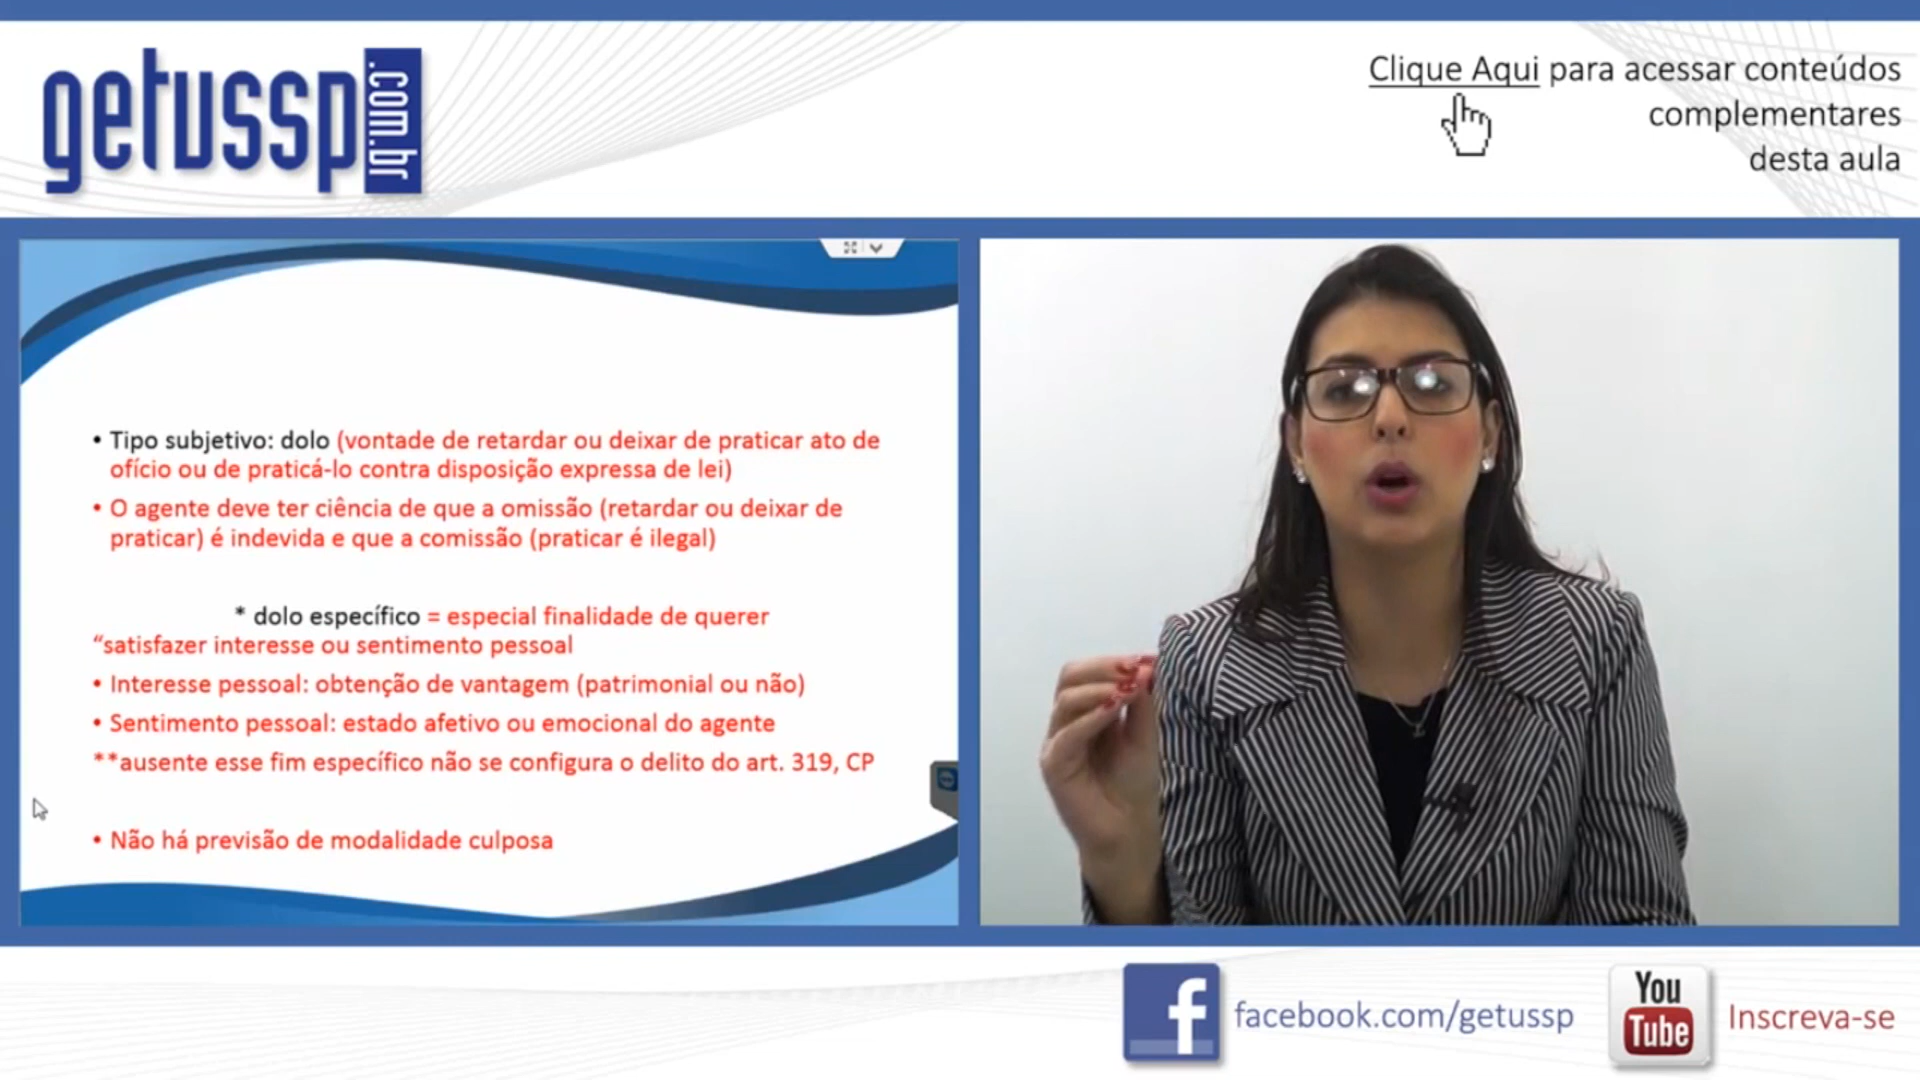 getussp.com.br
Clique Aqui para acessar conteúdos
complementares
desta aula
• Tipo subjetivo: dolo (vontade de retardar ou deixar de praticar ato de
ofício ou de praticá-lo contra disposição expressa de lei)
• O agente deve ter ciência de que a omissão (retardar ou deixar de
praticar) é indevida e que a comissão (praticar é ilegal)
* dolo específico = especial finalidade de querer
“satisfazer interesse ou sentimento pessoal
• Interesse pessoal: obtenção de vantagem (patrimonial ou não)
• Sentimento pessoal: estado afetivo ou emocional do agente
**ausente esse fim específico não se configura o delito do art. 319, CP
• Não há previsão de modalidade culposa
f facebook.com/getussp
You
Tube
Inscreva-se